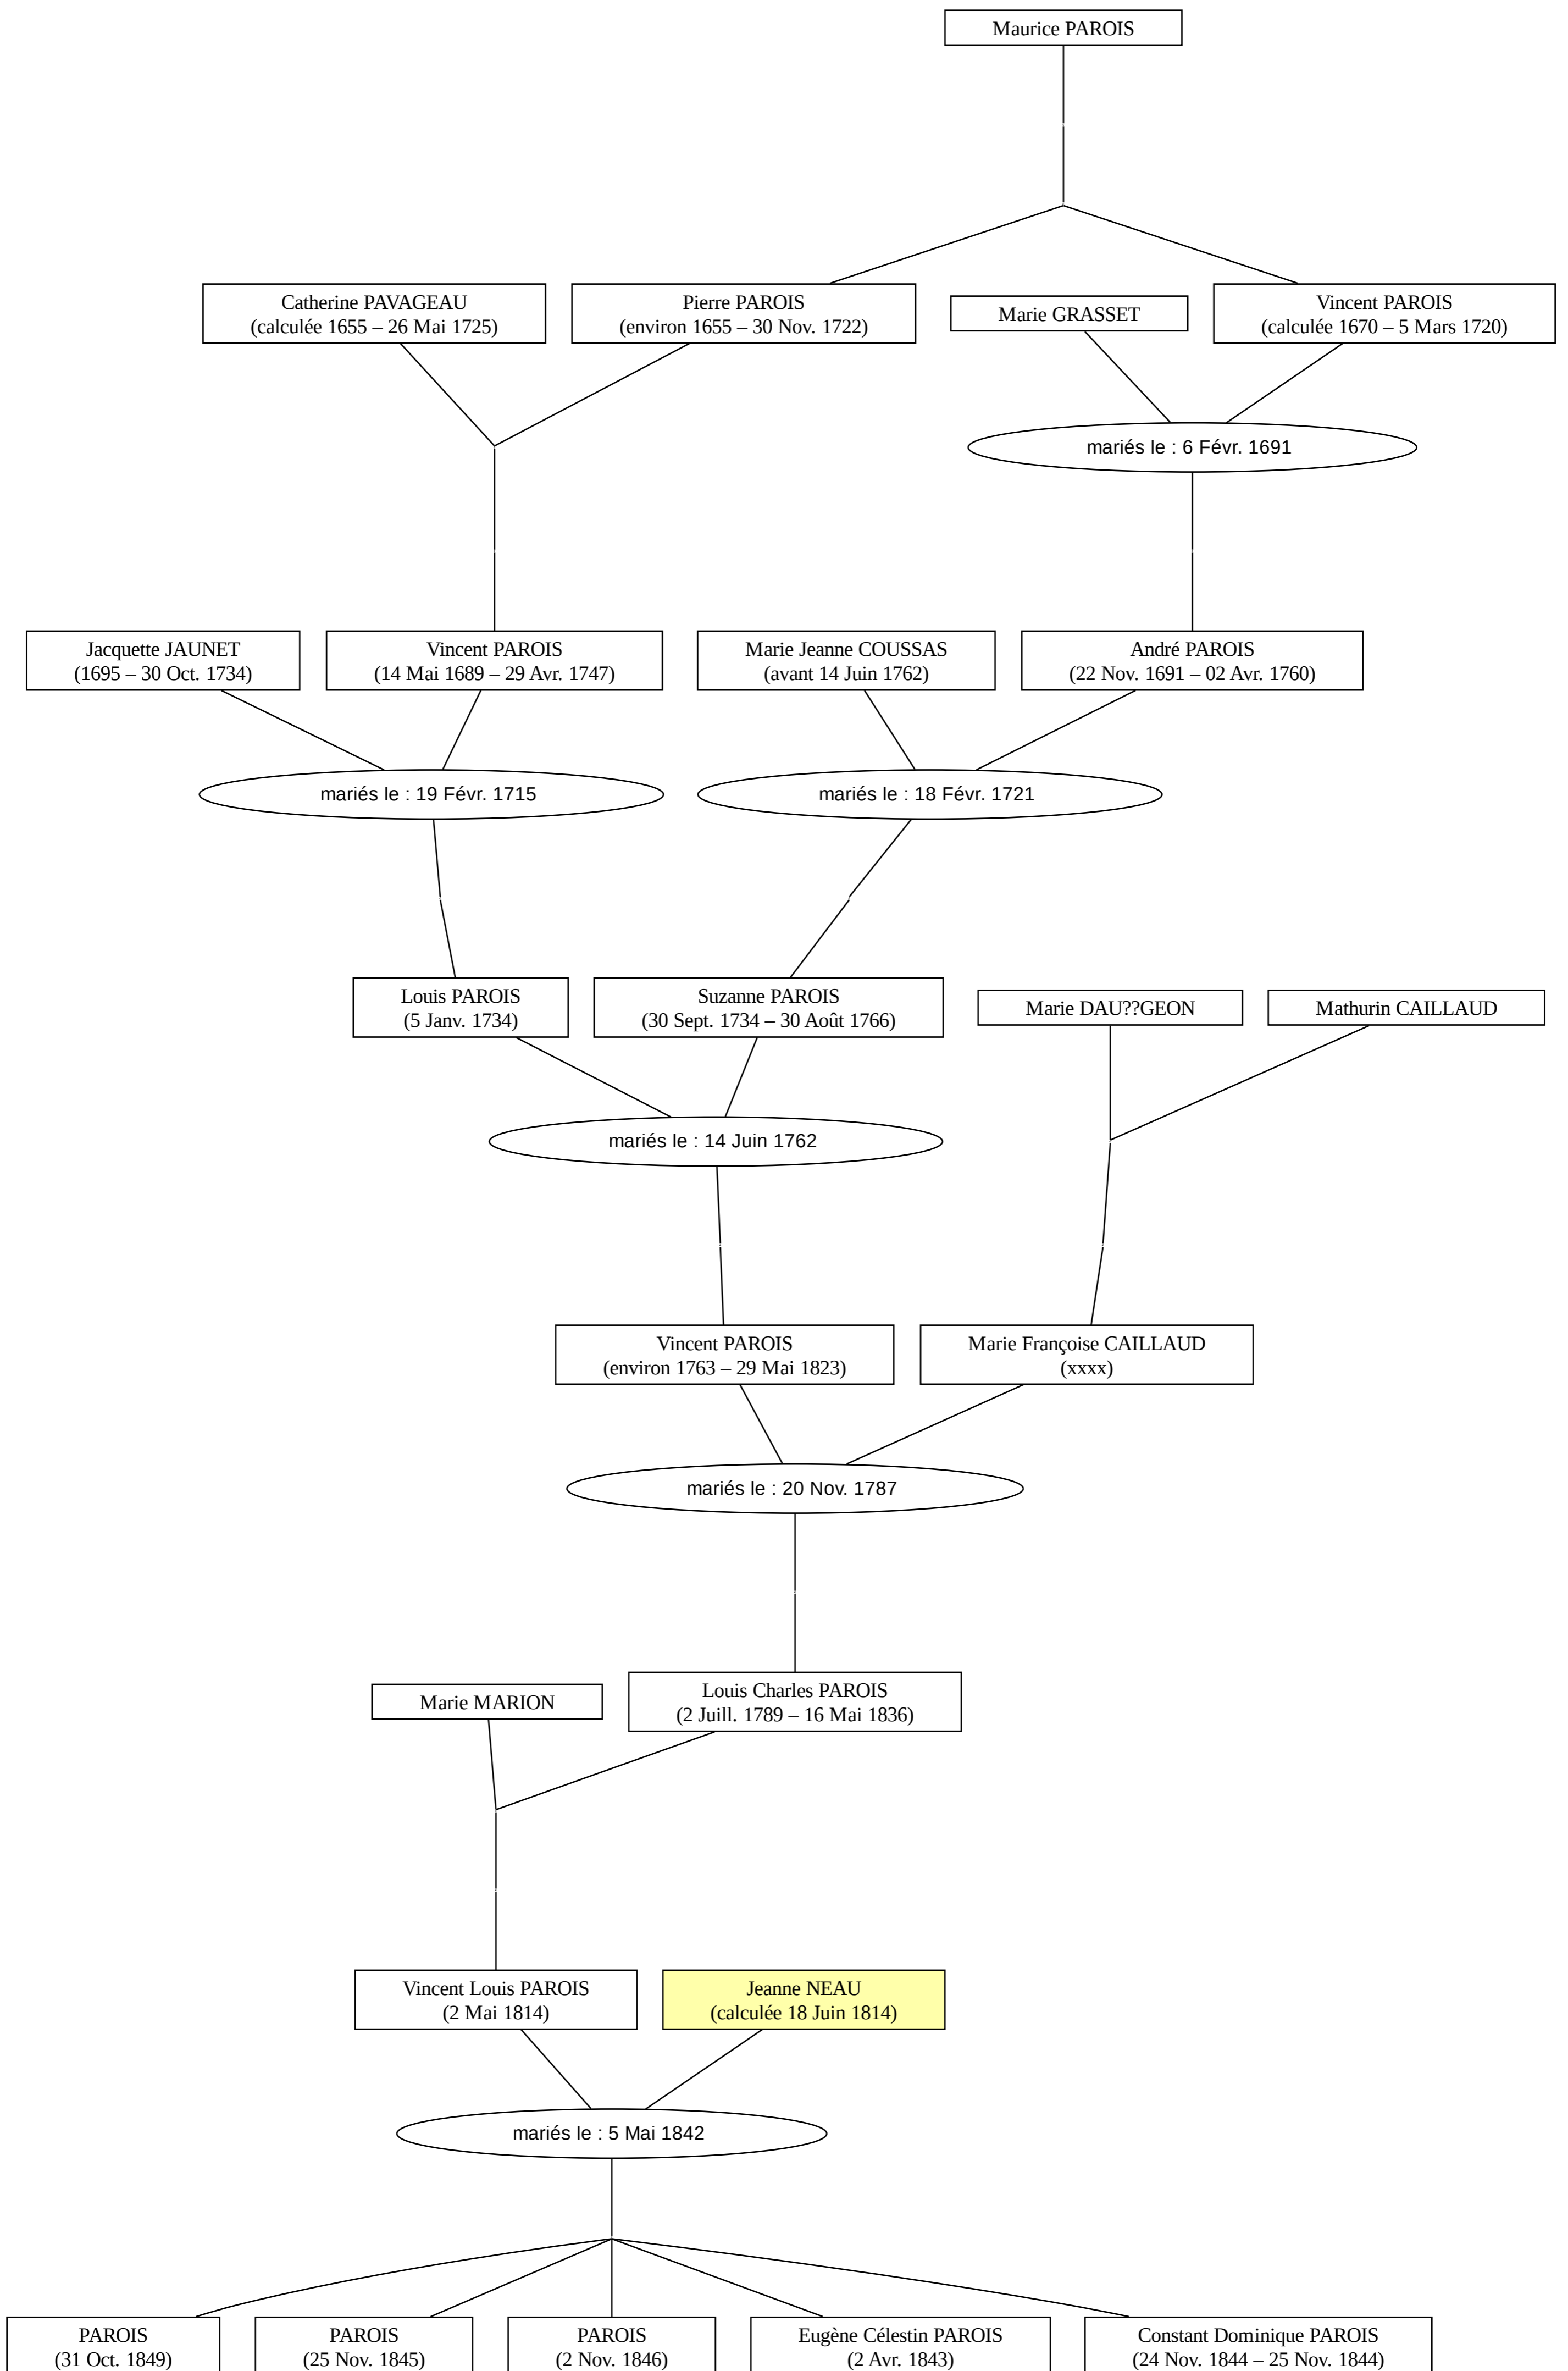 Maurice PAROIS
Catherine PAVAGEAU
(calculée 1655 – 26 Mai 1725)
Pierre PAROIS
(environ 1655 – 30 Nov. 1722)
Marie GRASSET
Vincent PAROIS
(calculée 1670 – 5 Mars 1720)
mariés le : 6 Févr. 1691
Jacquette JAUNET
(1695 – 30 Oct. 1734)
Vincent PAROIS
(14 Mai 1689 – 29 Avr. 1747)
Marie Jeanne COUSSAS
(avant 14 Juin 1762)
André PAROIS
(22 Nov. 1691 – 02 Avr. 1760)
mariés le : 19 Févr. 1715
mariés le : 18 Févr. 1721
Louis PAROIS
(5 Janv. 1734)
Suzanne PAROIS
(30 Sept. 1734 – 30 Août 1766)
Marie DAU??GEON
Mathurin CAILLAUD
mariés le : 14 Juin 1762
Vincent PAROIS
(environ 1763 – 29 Mai 1823)
Marie Françoise CAILLAUD
(xxxx)
mariés le : 20 Nov. 1787
Marie MARION
Louis Charles PAROIS
(2 Juill. 1789 – 16 Mai 1836)
Vincent Louis PAROIS
(2 Mai 1814)
Jeanne NEAU
(calculée 18 Juin 1814)
mariés le : 5 Mai 1842
PAROIS
(31 Oct. 1849)
PAROIS
(25 Nov. 1845)
PAROIS
(2 Nov. 1846)
Eugène Célestin PAROIS
(2 Avr. 1843)
Constant Dominique PAROIS
(24 Nov. 1844 – 25 Nov. 1844)